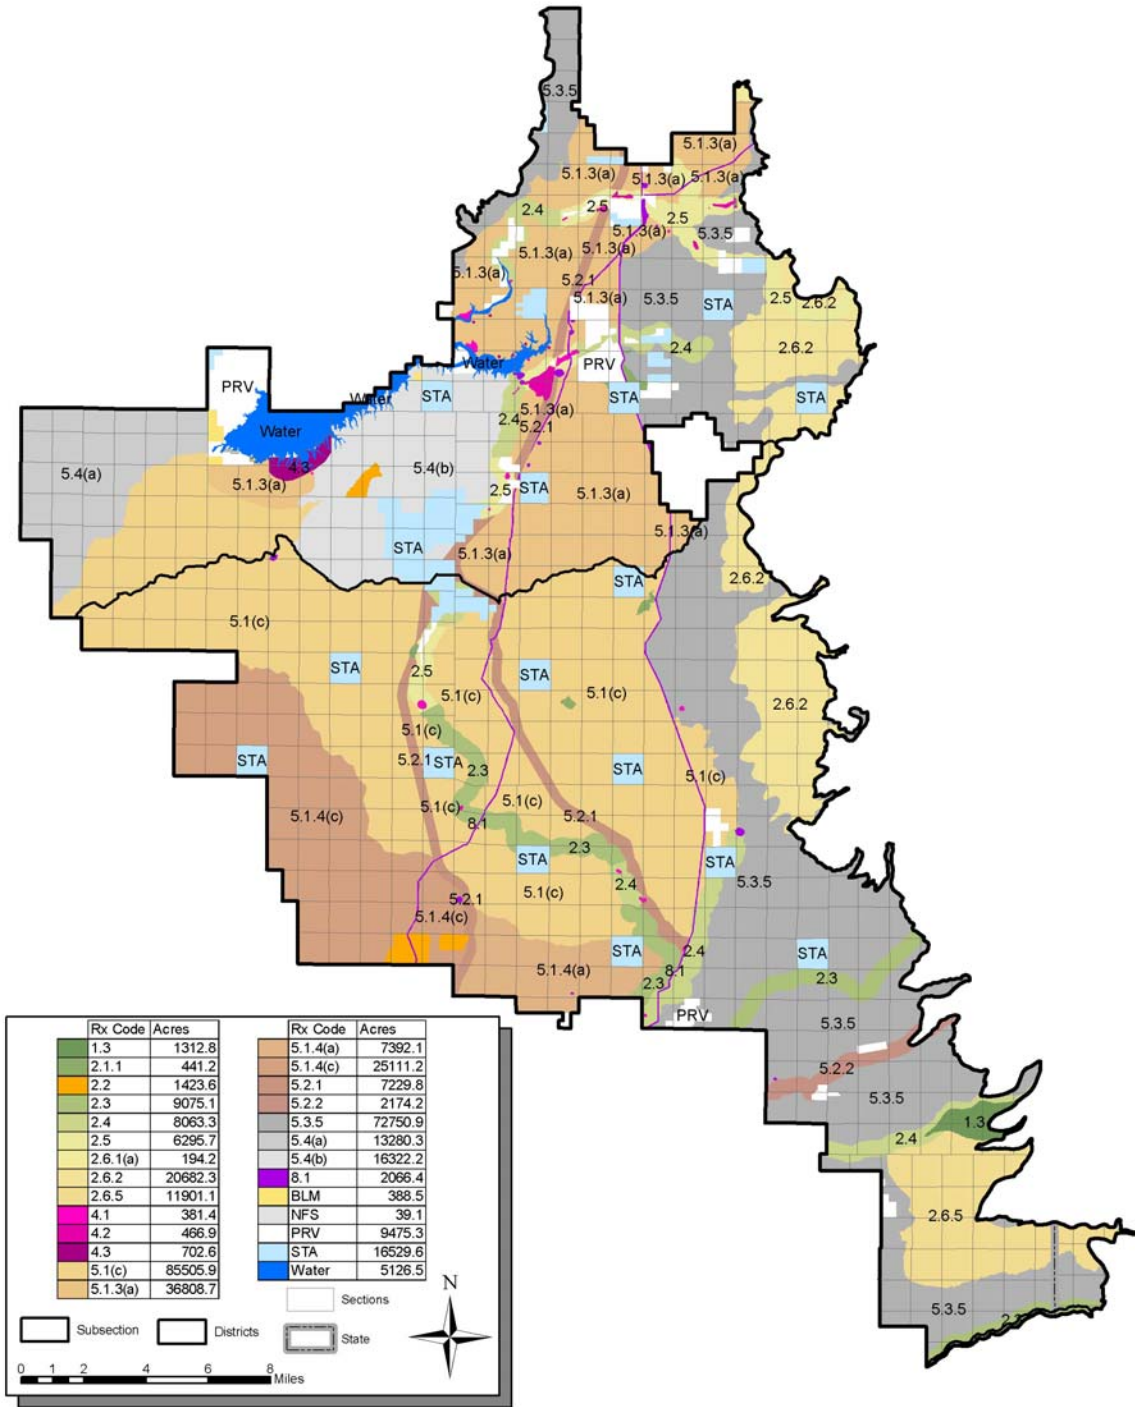 5.3.5
5.1.3(a)
5.1.3(a)
5.1.3(a)
5.1.3(a)
2.4
2.5
2.5
5.1.3(a)
5.3.5
5.1.3(a)
5.1.3(a)
5.1.3(a)
5.2.1
5.1.3(a)
5.3.5
STA
2.5
2.6.2
2.4
2.6.2
Water
PRV
PRV
Water
STA
STA
STA
5.1.3(a)
2.4
5.2.1
Water
4.3
5.4(a)
5.4(b)
5.1.3(a)
2.5
STA
5.1.3(a)
5.1.3(a)
STA
5.1.3(a)
STA
2.6.2
5.1(c)
STA
2.5
STA
5.1(c)
5.1(c)
2.6.2
5.1(c)
STA
5.2.1
STA
2.3
STA
5.1(c)
5.1(c)
5.1(c)
5.1.4(c)
8.1
5.2.1
2.3
STA
STA
5.3.5
2.4
5.2.1
5.1(c)
5.1.4(c)
STA
2.4
STA
5.1.4(a)
8.1
2.3
2.3
PRV
5.3.5
5.2.2
5.3.5
1.3
2.4
2.6.5
5.3.5
Rx Code Acres
1.3 1312.8
2.1.1 441.2
2.2 1423.6
2.3 9075.1
2.4 8063.3
2.5 6295.7
2.6.1(a) 194.2
2.6.2 20682.3
2.6.5 11901.1
4.1 381.4
4.2 466.9
4.3 702.6
5.1(c) 85505.9
5.1.3(a) 36808.7
Rx Code Acres
5.1.4(a) 7392.1
5.1.4(c) 25111.2
5.2.1 7229.8
5.2.2 2174.2
5.3.5 72750.9
5.4(a) 13280.3
5.4(b) 16322.2
8.1 2066.4
BLM 388.5
NFS 39.1
PRV 9475.3
STA 16529.6
Water 5126.5
Sections
Subsection
Districts
State
N
0 1 2 4 6 8
Miles